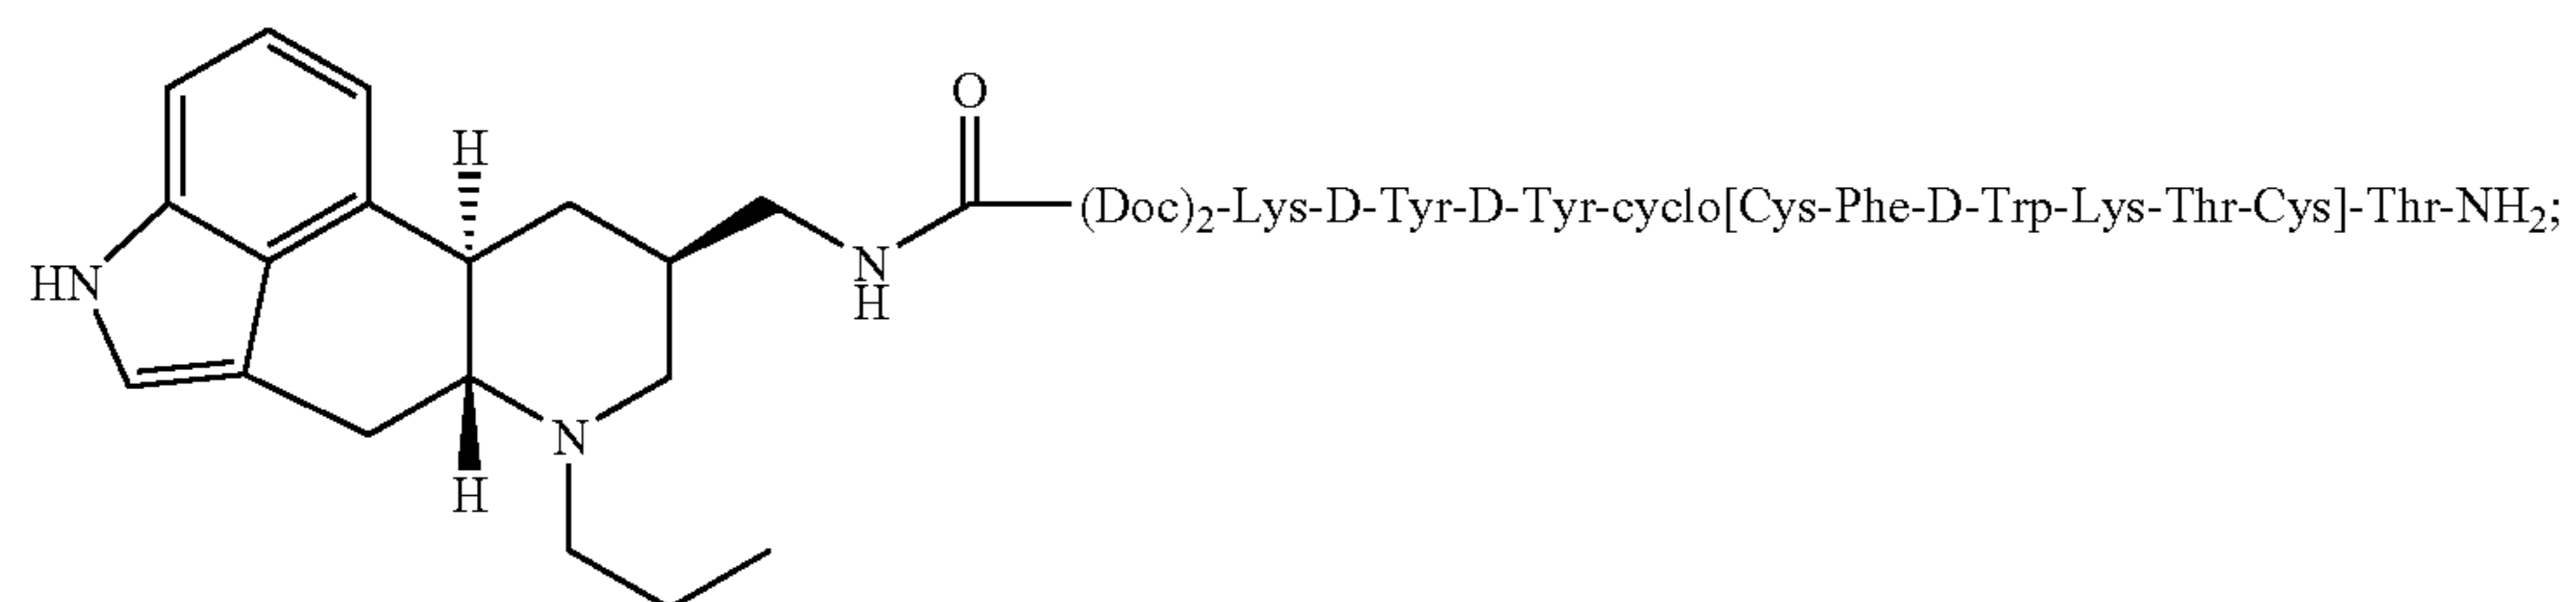 O
H
(Doc)2-Lys-D-Tyr-D-Tyr-cyclo[Cys-Phe-D-Trp-Lys-Thr-Cys]-Thr-NH2;
N
H
HN
N
H